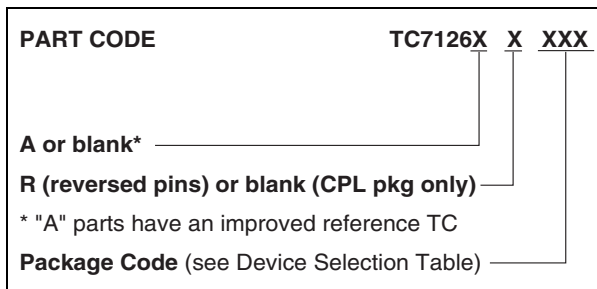 PART CODE TC7126X X XXX
A or blank*
R (reversed pins) or blank (CPL pkg only)
* "A" parts have an improved reference TC
Package Code (see Device Selection Table)